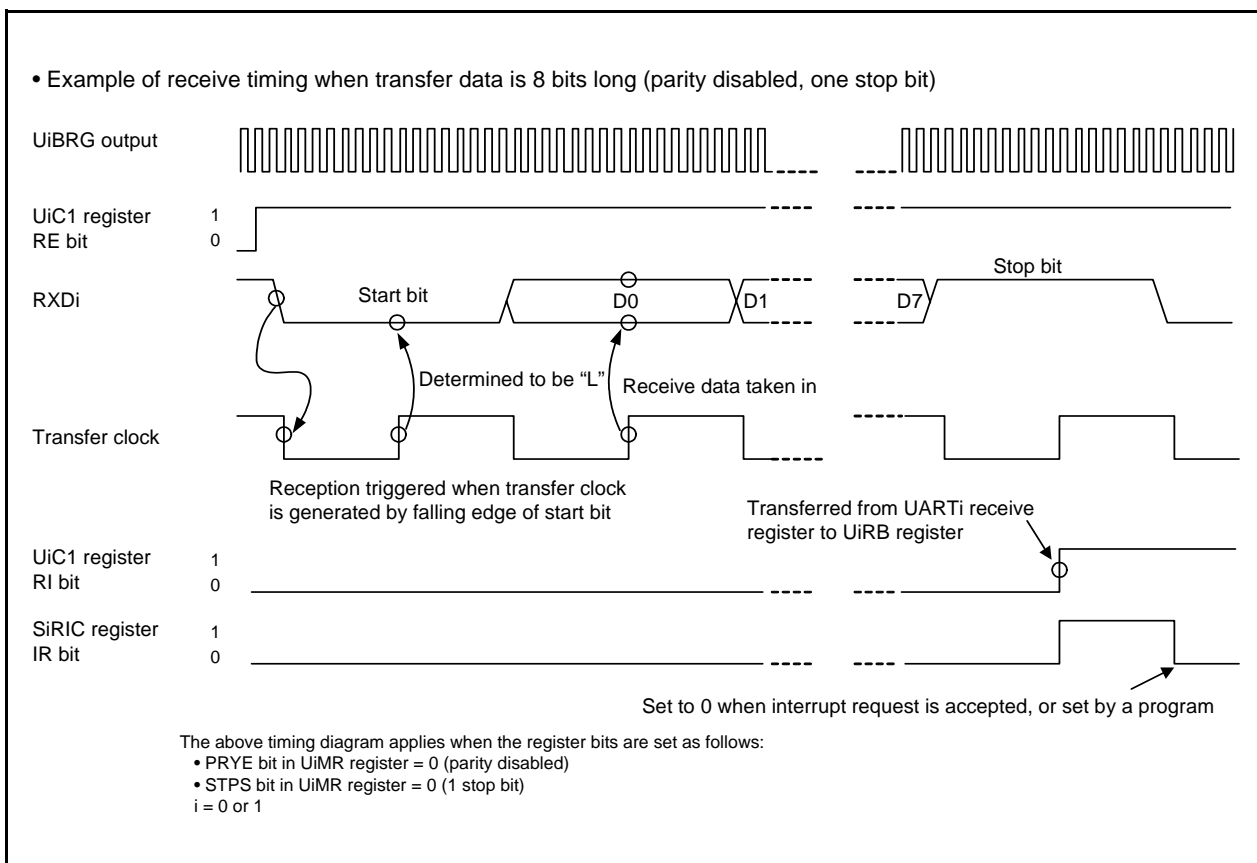 • Example of receive timing when transfer data is 8 bits long (parity disabled, one stop bit)
UiBRG output
UiC1 register
RE bit
1
0
RXDi
Start bit
D0
D1
D7
Stop bit
Determined to be “L”
Receive data taken in
Transfer clock
Reception triggered when transfer clock
is generated by falling edge of start bit
Transferred from UARTi receive
register to UiRB register
UiC1 register
RI bit
1
0
SiRIC register
IR bit
1
0
Set to 0 when interrupt request is accepted, or set by a program
The above timing diagram applies when the register bits are set as follows:
• PRYE bit in UiMR register = 0 (parity disabled)
• STPS bit in UiMR register = 0 (1 stop bit)
i = 0 or 1